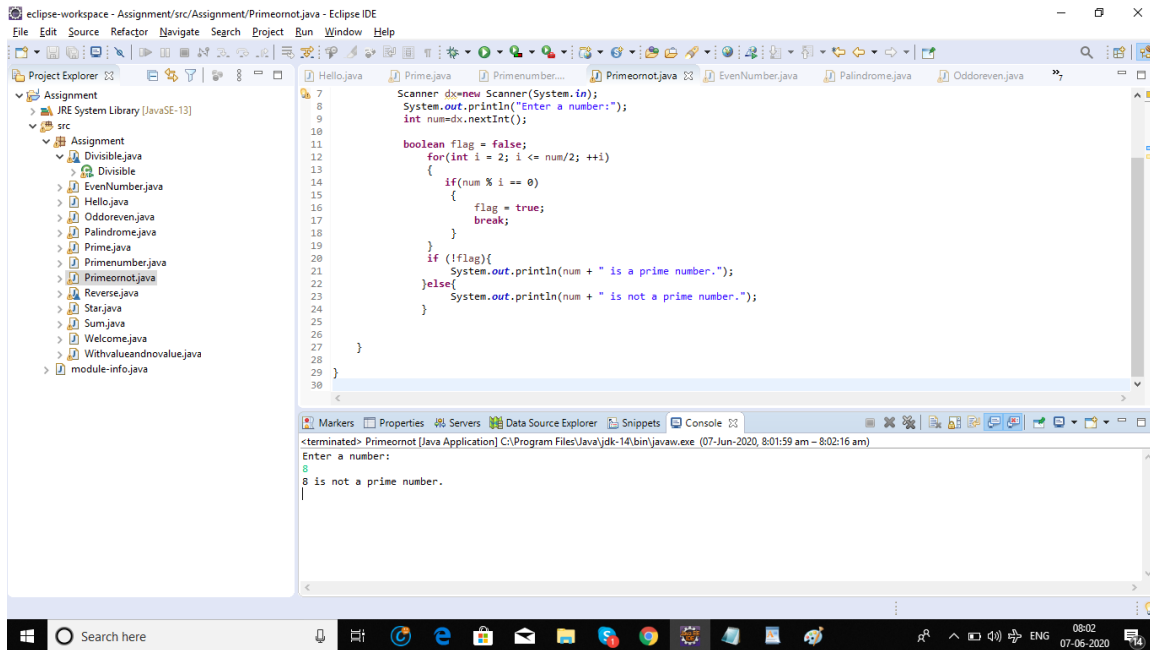 eclipse-workspace - Assignment/src/Assignment/Primeornot.java - Eclipse IDE
File Edit Source Refactor Navigate Search Project Run Window Help
Project Explorer
Assignment
JRE System Library [JavaSE-13]
src
Assignment
Divisible.java
Divisible
EvenNumber.java
Hello.java
Oddoreven.java
Palindrome.java
Prime.java
Primenumber.java
Primeornot.java
Reverse.java
Star.java
Sum.java
Welcome.java
Withvalueandnovalue.java
module-info.java
Hello.java Prime.java Primenumber.... Primeornot.java EvenNumber.java Palindrome.java Oddoreven.java »7
7 Scanner dx=new Scanner(System.in);
8 System.out.println("Enter a number:");
9 int num=dx.nextInt();
10
11 boolean flag = false;
12 for(int i = 2; i <= num/2; ++i)
13 {
14 if(num % i == 0)
15 {
16 flag = true;
17 break;
18 }
19 }
20 if (!flag){
21 System.out.println(num + " is a prime number.");
22 }else{
23 System.out.println(num + " is not a prime number.");
24 }
25
26
27 }
28
29 }
30
Markers Properties Servers Data Source Explorer Snippets Console
<terminated> Primeornot [Java Application] C:\Program Files\Java\jdk-14\bin\javaw.exe (07-Jun-2020, 8:01:59 am – 8:02:16 am)
Enter a number:
8
8 is not a prime number.
Search here
ENG
08:02
07-06-2020
14